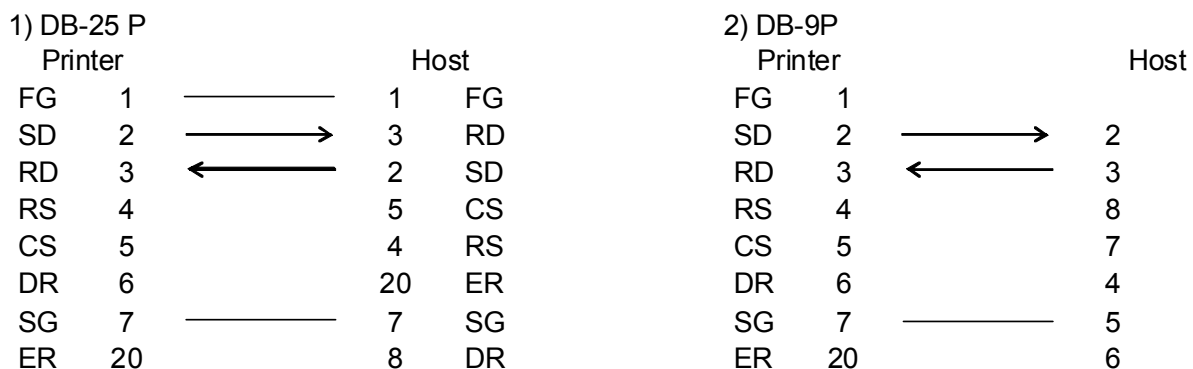 1) DB-25 P 2) DB-9P
Printer Host Printer Host
FG 1 1 FG FG 1
SD 2 3 RD SD 2 2
RD 3 2 SD RD 3 3
RS 4 5 CS RS 4 8
CS 5 4 RS CS 5 7
DR 6 20 ER DR 6 4
SG 7 7 SG SG 7 5
ER 20 8 DR ER 20 6